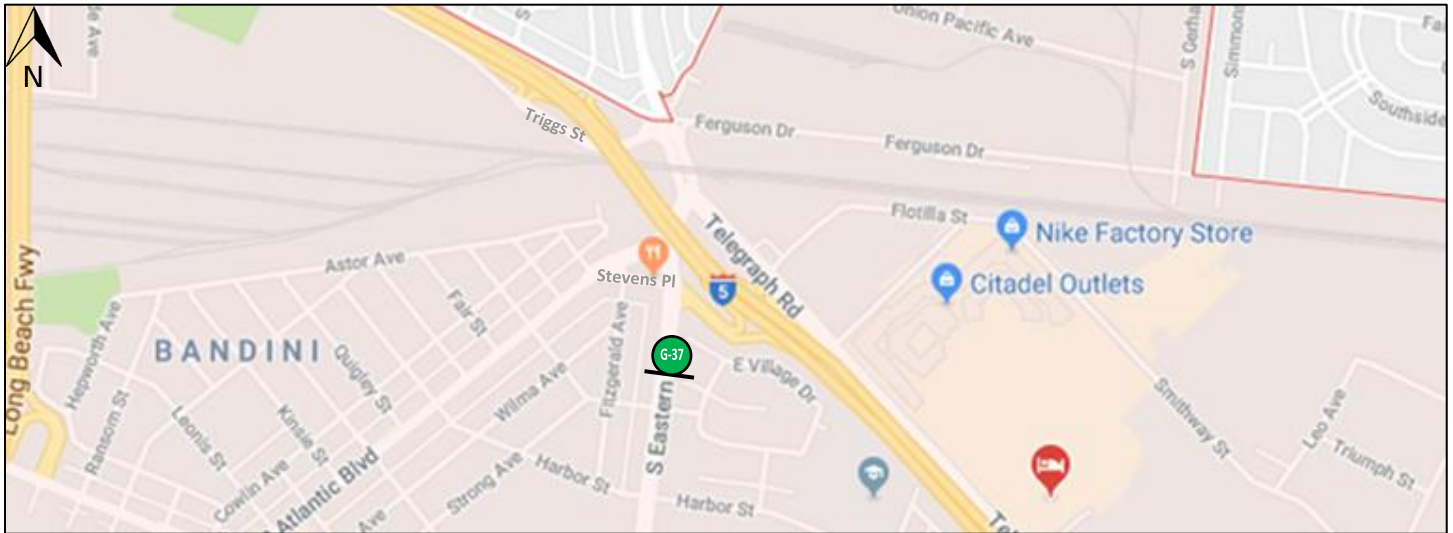 N
Union Pacific Ave
S Gerha
Simmons
Southside
Triggs St
Ferguson Dr
Ferguson Dr
Telegraph Rd
Flotilla St
Nike Factory Store
Citadel Outlets
Astor Ave
Stevens Pl
5
Long Beach Fwy
Hepworth Ave
BANDINI
Fair St
Quigley St
Fitzgerald Ave
G-37
E Village Dr
Wilma Ave
S Eastern
Ransom St
Leonis St
Kinsie St
Cowlin Ave
Atlantic Blvd
Ave
Strong Ave
Harbor St
Harbor St
Smithway St
Leo Ave
Triumph St